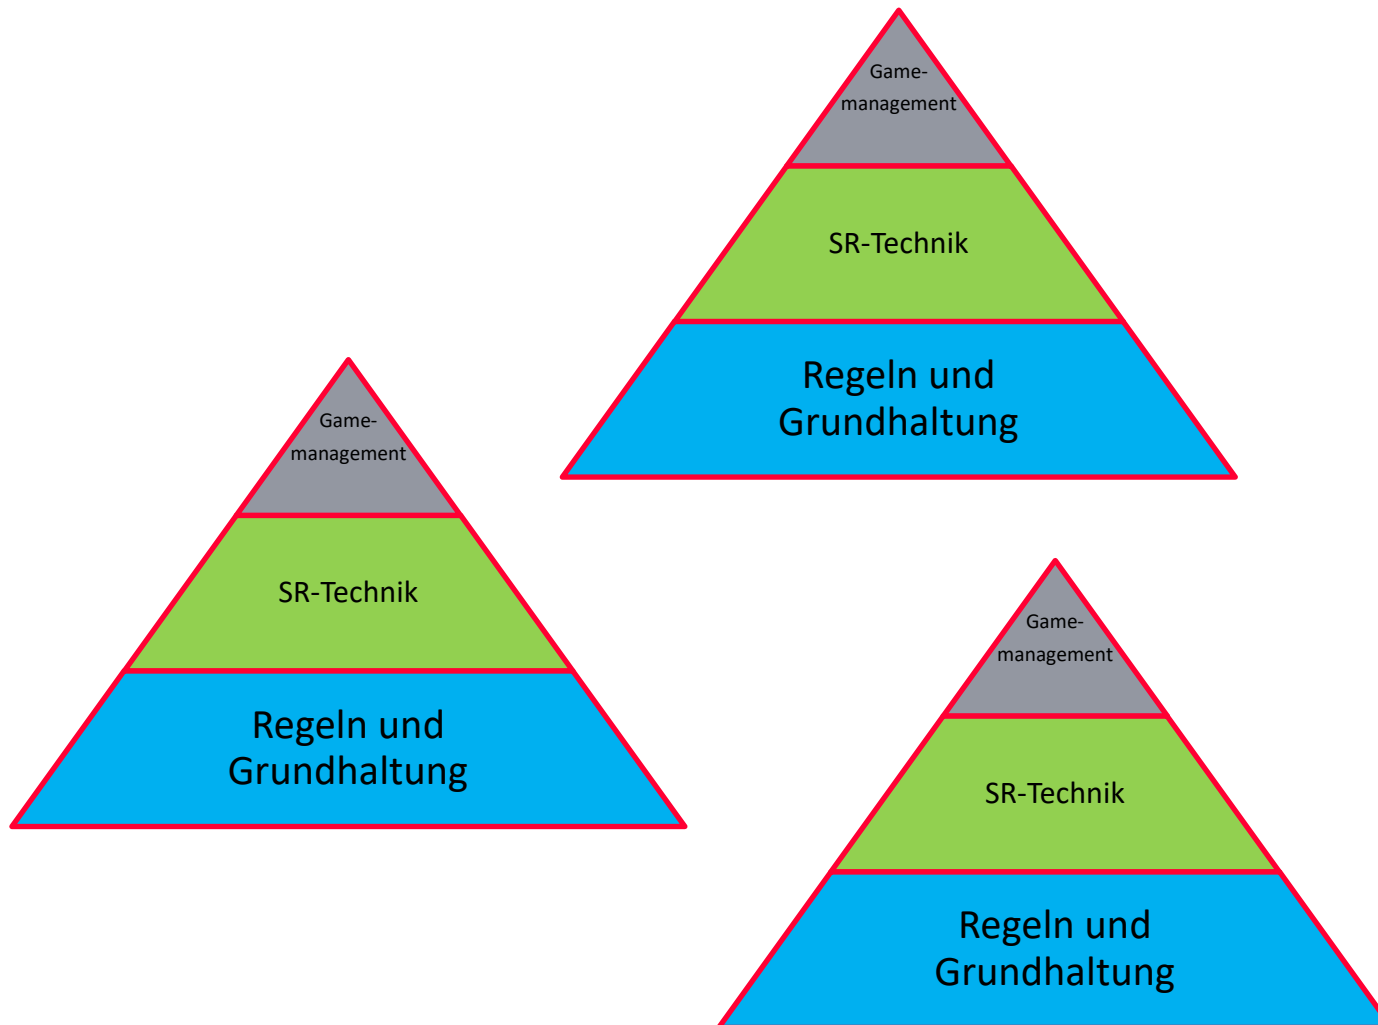 Game-
management
SR-Technik
Regeln und
Grundhaltung
Game-
management
SR-Technik
Regeln und
Grundhaltung
Game-
management
SR-Technik
Regeln und
Grundhaltung